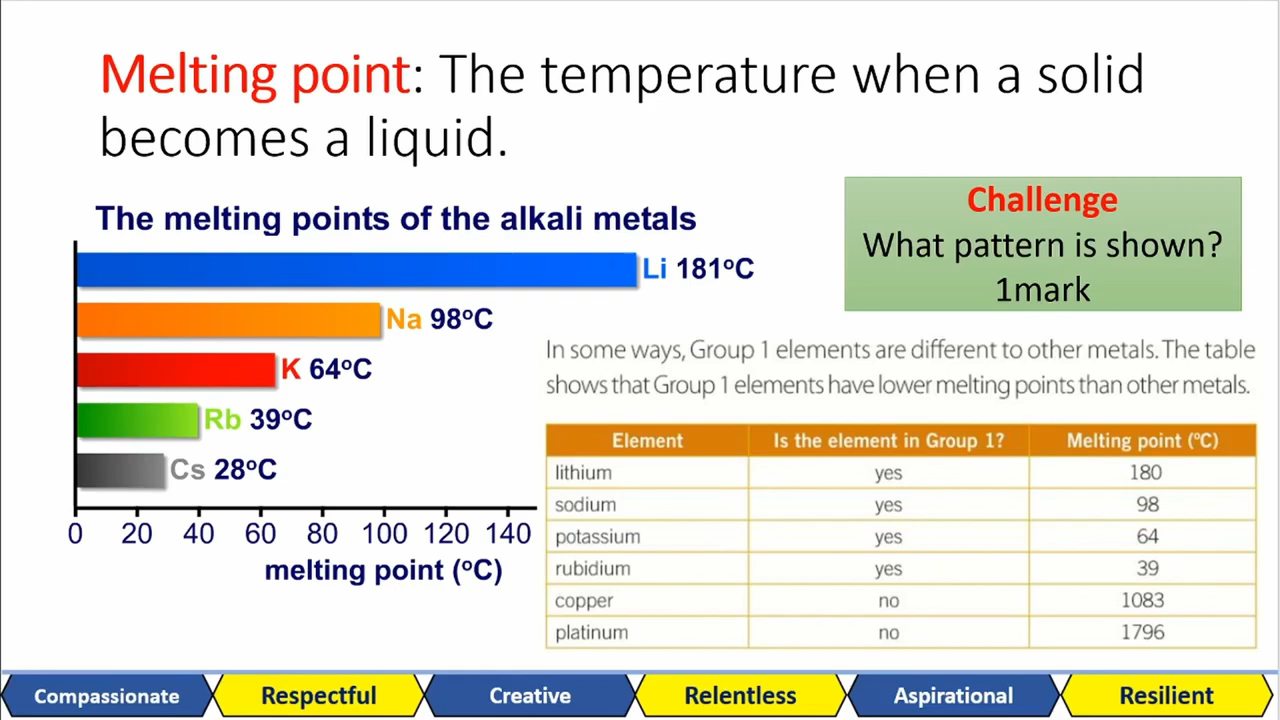 Melting point: The temperature when a solid
becomes a liquid.
The melting points of the alkali metals
Li 181°C
Na 98°C
K 64°C
Rb 39°C
Cs 28°C
0 20 40 60 80 100 120 140
melting point (°C)
Challenge
What pattern is shown?
1mark
In some ways, Group 1 elements are different to other metals. The table
shows that Group 1 elements have lower melting points than other metals.
Element Is the element in Group 1? Melting point (°C)
lithium yes 180
sodium yes 98
potassium yes 64
rubidium yes 39
copper no 1083
platinum no 1796
Compassionate Respectful Creative Relentless Aspirational Resilient